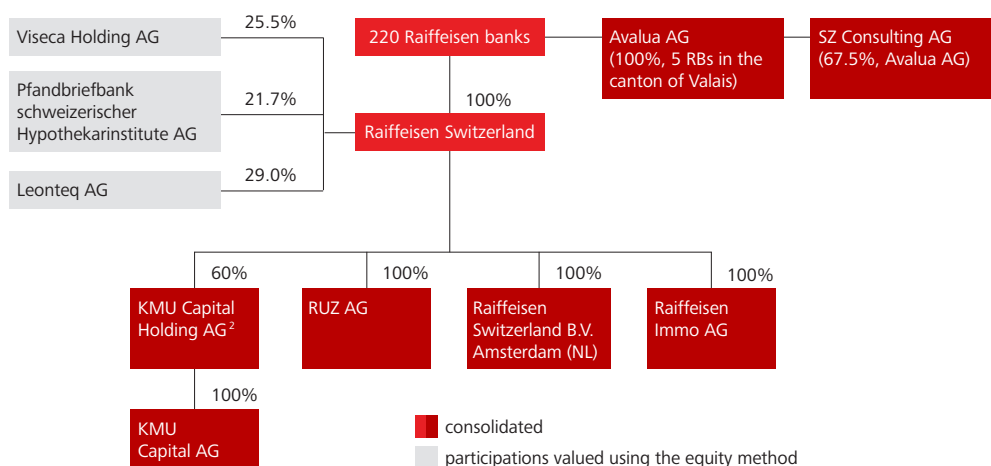 Viseca Holding AG
25.5%
Pfandbriefbank
schweizerischer
Hypothekarinstitute AG
21.7%
Leonteq AG
29.0%
220 Raiffeisen banks
100%
Raiffeisen Switzerland
Avalua AG
(100%, 5 RBs in the
canton of Valais)
SZ Consulting AG
(67.5%, Avalua AG)
60%
KMU Capital
Holding AG²
100%
RUZ AG
100%
Raiffeisen
Switzerland B.V.
Amsterdam (NL)
100%
Raiffeisen
Immo AG
100%
KMU
Capital AG
consolidated
participations valued using the equity method